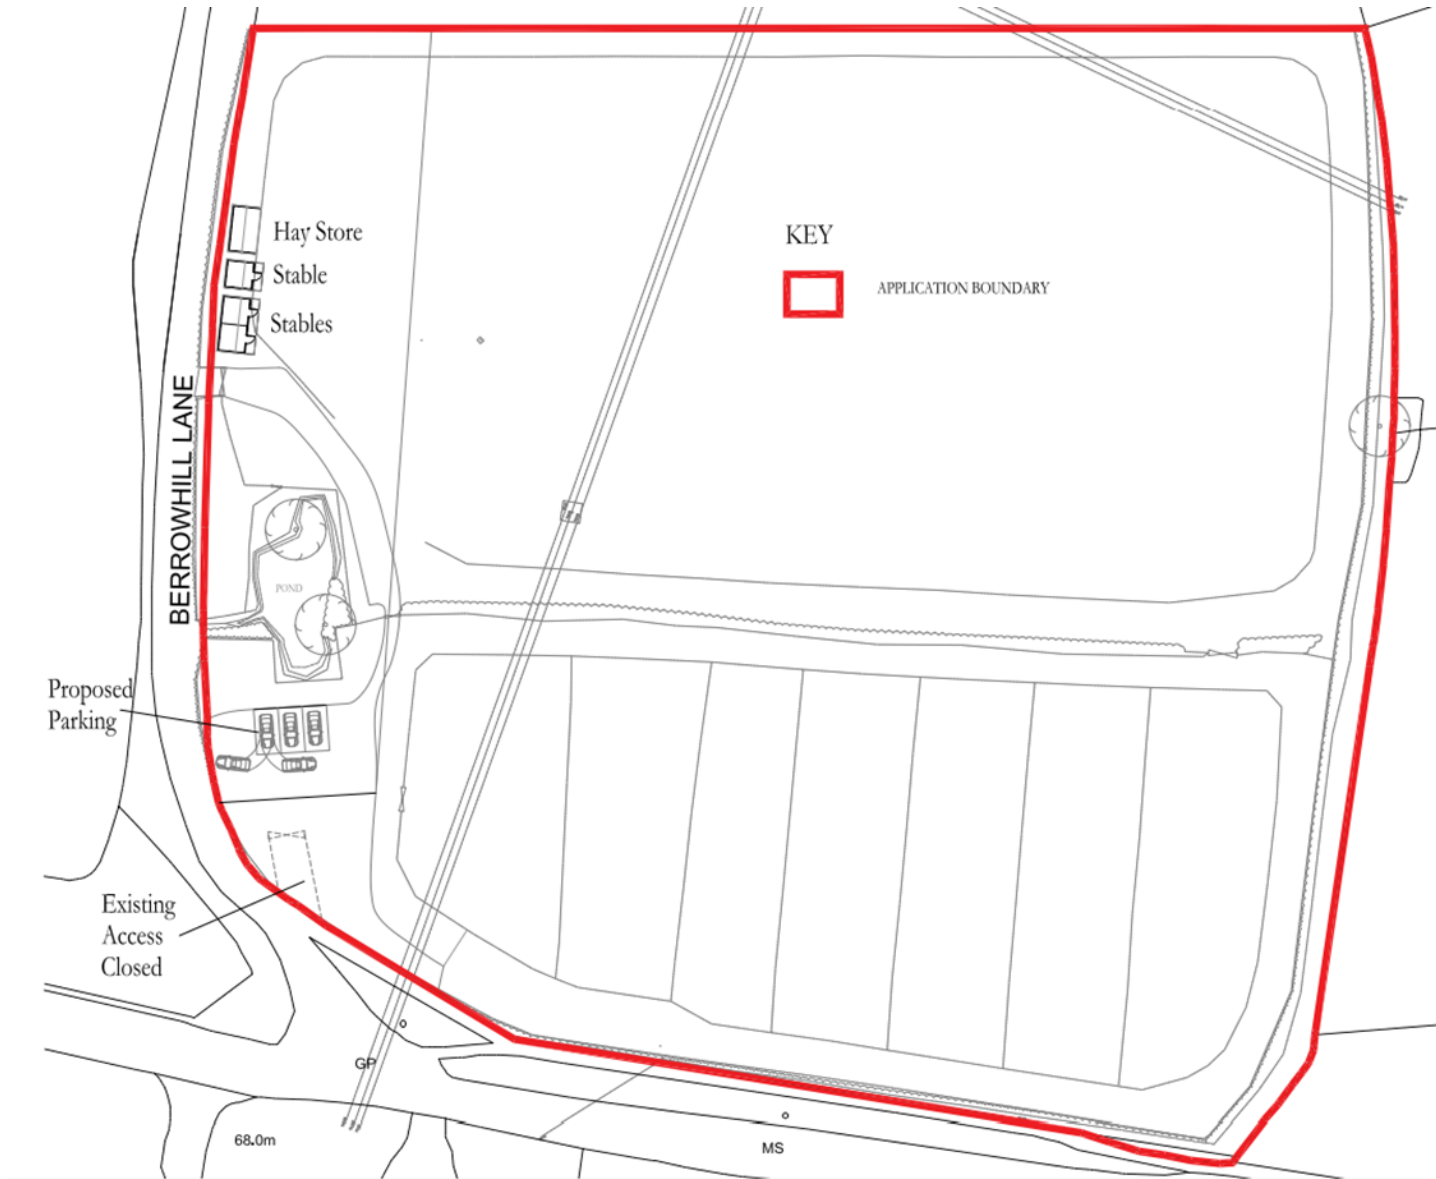 Hay Store
Stable
Stables
KEY
APPLICATION BOUNDARY
BERROWHILL LANE
POND
Proposed
Parking
Existing
Access
Closed
GP
68.0m
MS